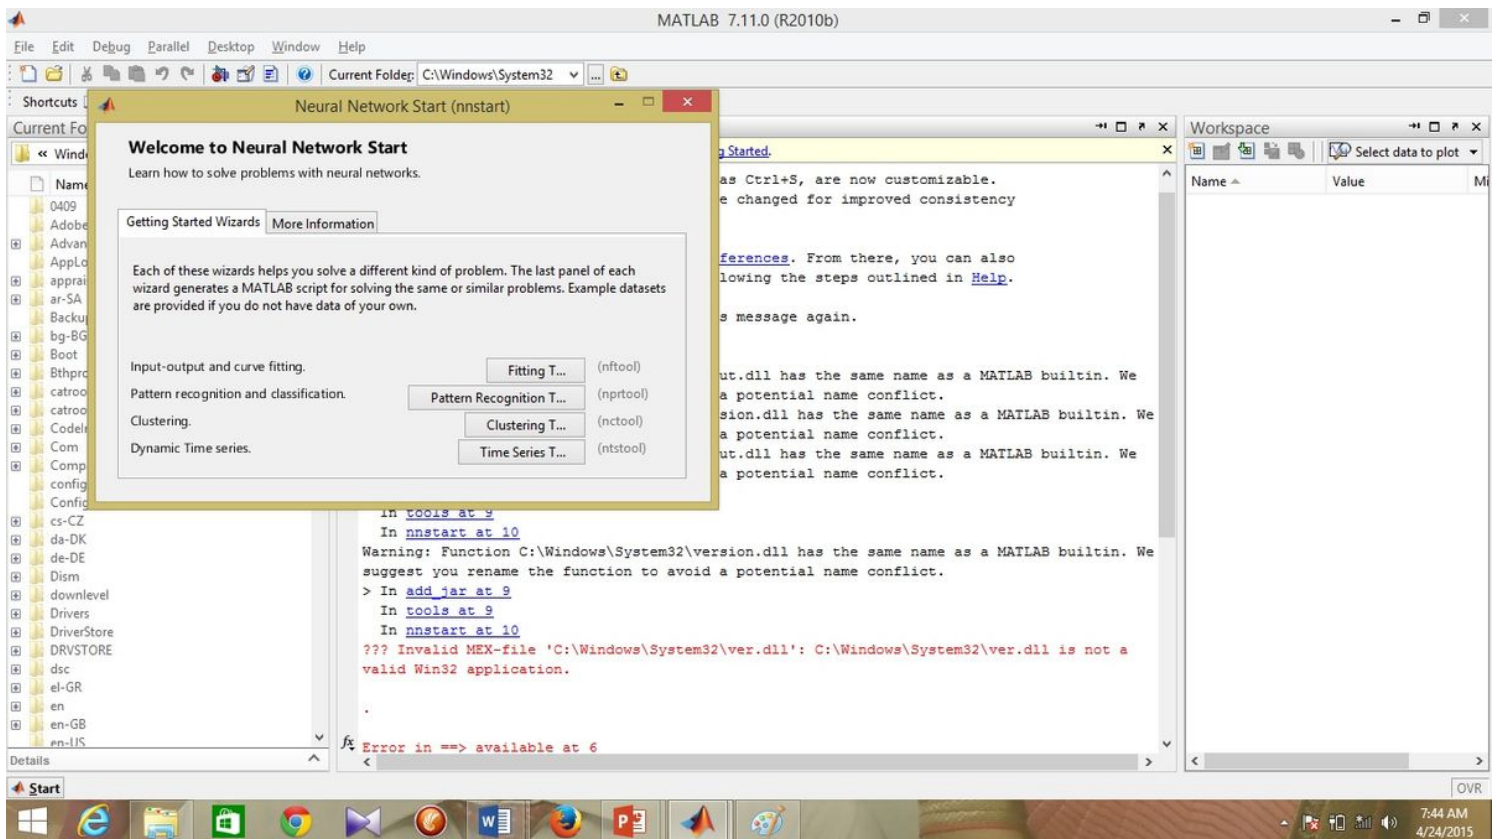 MATLAB 7.11.0 (R2010b)
File Edit Debug Parallel Desktop Window Help
Current Folder: C:\Windows\System32
Shortcuts
Neural Network Start (nnstart)
Welcome to Neural Network Start
Learn how to solve problems with neural networks.
Getting Started Wizards More Information
Each of these wizards helps you solve a different kind of problem. The last panel of each
wizard generates a MATLAB script for solving the same or similar problems. Example datasets
are provided if you do not have data of your own.
Input-output and curve fitting. Fitting T... (nftool)
Pattern recognition and classification. Pattern Recognition T... (nprtool)
Clustering. Clustering T... (nctool)
Dynamic Time series. Time Series T... (ntstool)
Current Fo
« Windo
Name
0409
Adobe
Advan
AppLo
apprai
ar-SA
Backup
bg-BG
Boot
Bthpro
catroo
catroo
CodeIn
Com
Comp
config
Config
cs-CZ
da-DK
de-DE
Dism
downlevel
Drivers
DriverStore
DRVSTORE
dsc
el-GR
en
en-GB
en-US
Details
g Started.
as Ctrl+S, are now customizable.
e changed for improved consistency
ferences. From there, you can also
lowing the steps outlined in Help.
s message again.
ut.dll has the same name as a MATLAB builtin. We
a potential name conflict.
sion.dll has the same name as a MATLAB builtin. We
a potential name conflict.
ut.dll has the same name as a MATLAB builtin. We
a potential name conflict.
In tools at 9
In nnstart at 10
Warning: Function C:\Windows\System32\version.dll has the same name as a MATLAB builtin. We
suggest you rename the function to avoid a potential name conflict.
> In add_jar at 9
In tools at 9
In nnstart at 10
??? Invalid MEX-file 'C:\Windows\System32\ver.dll': C:\Windows\System32\ver.dll is not a
valid Win32 application.
.
fx Error in ==> available at 6
Workspace
Select data to plot
Name Value Mi
Start
OVR
7:44 AM
4/24/2015